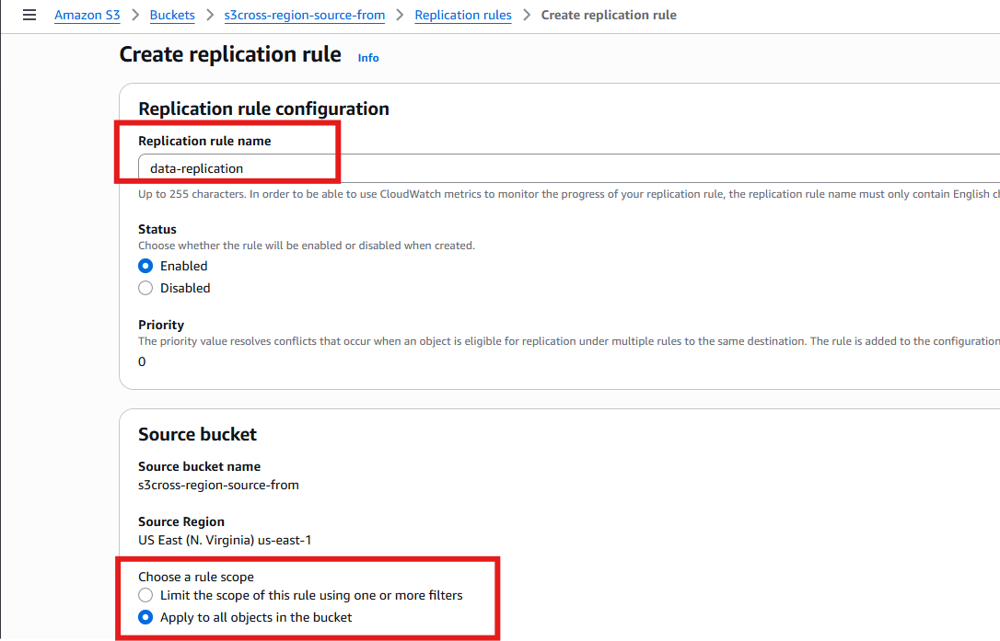 Amazon S3 > Buckets > s3cross-region-source-from > Replication rules > Create replication rule
Create replication rule Info
Replication rule configuration
Replication rule name
data-replication
Up to 255 characters. In order to be able to use CloudWatch metrics to monitor the progress of your replication rule, the replication rule name must only contain English
Status
Choose whether the rule will be enabled or disabled when created.
Enabled
Disabled
Priority
The priority value resolves conflicts that occur when an object is eligible for replication under multiple rules to the same destination. The rule is added to the configuration
0
Source bucket
Source bucket name
s3cross-region-source-from
Source Region
US East (N. Virginia) us-east-1
Choose a rule scope
Limit the scope of this rule using one or more filters
Apply to all objects in the bucket